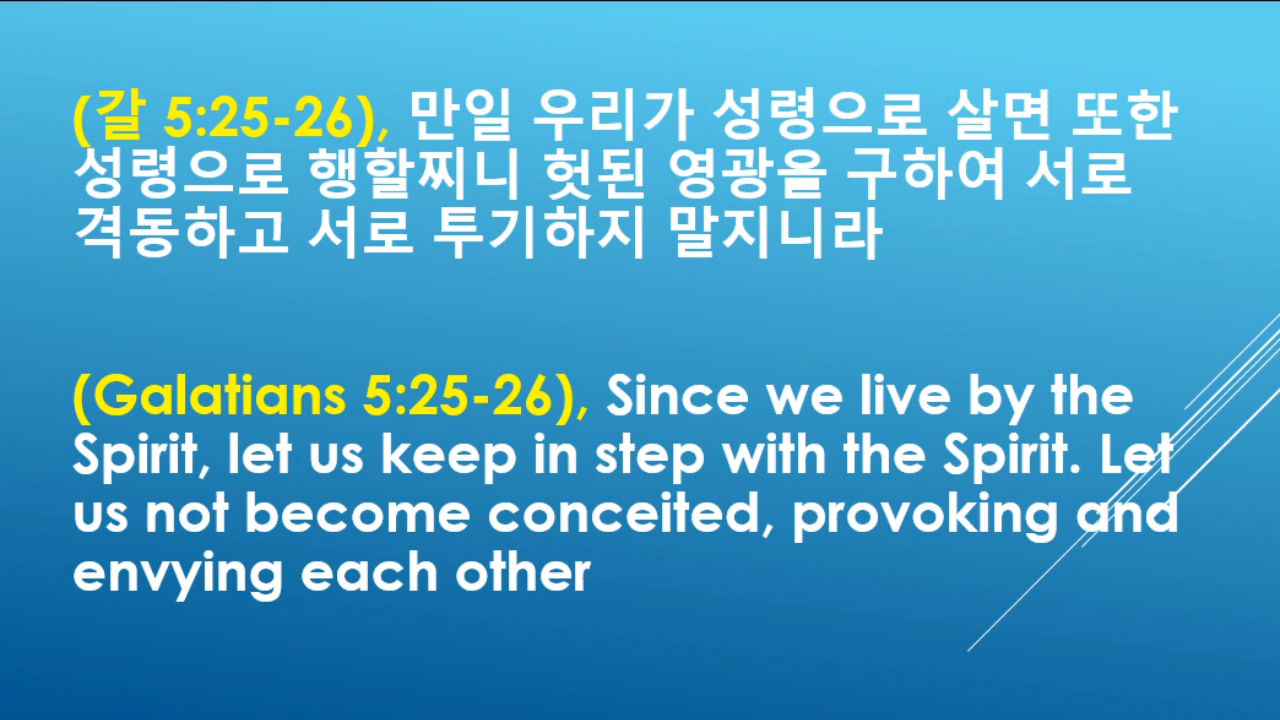 (갈 5:25-26), 만일 우리가 성령으로 살면 또한
성령으로 행할찌니 헛된 영광을 구하여 서로
격동하고 서로 투기하지 말지니라
(Galatians 5:25-26), Since we live by the
Spirit, let us keep in step with the Spirit. Let
us not become conceited, provoking and
envying each other